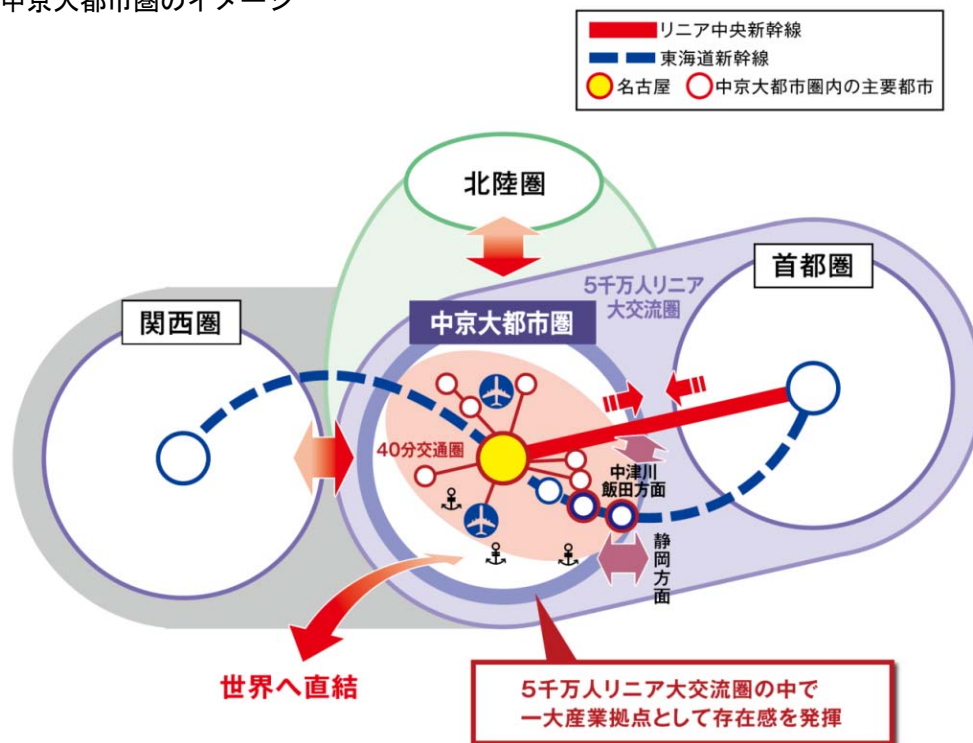 中京大都市圏のイメージ
リニア中央新幹線
東海道新幹線
名古屋 中京大都市圏内の主要都市
北陸圏
首都圏
5千万人リニア
大交流圏
関西圏
中京大都市圏
40分交通圏
中津川
飯田方面
静岡方面
世界へ直結
5千万人リニア大交流圏の中で
一大産業拠点として存在感を発揮